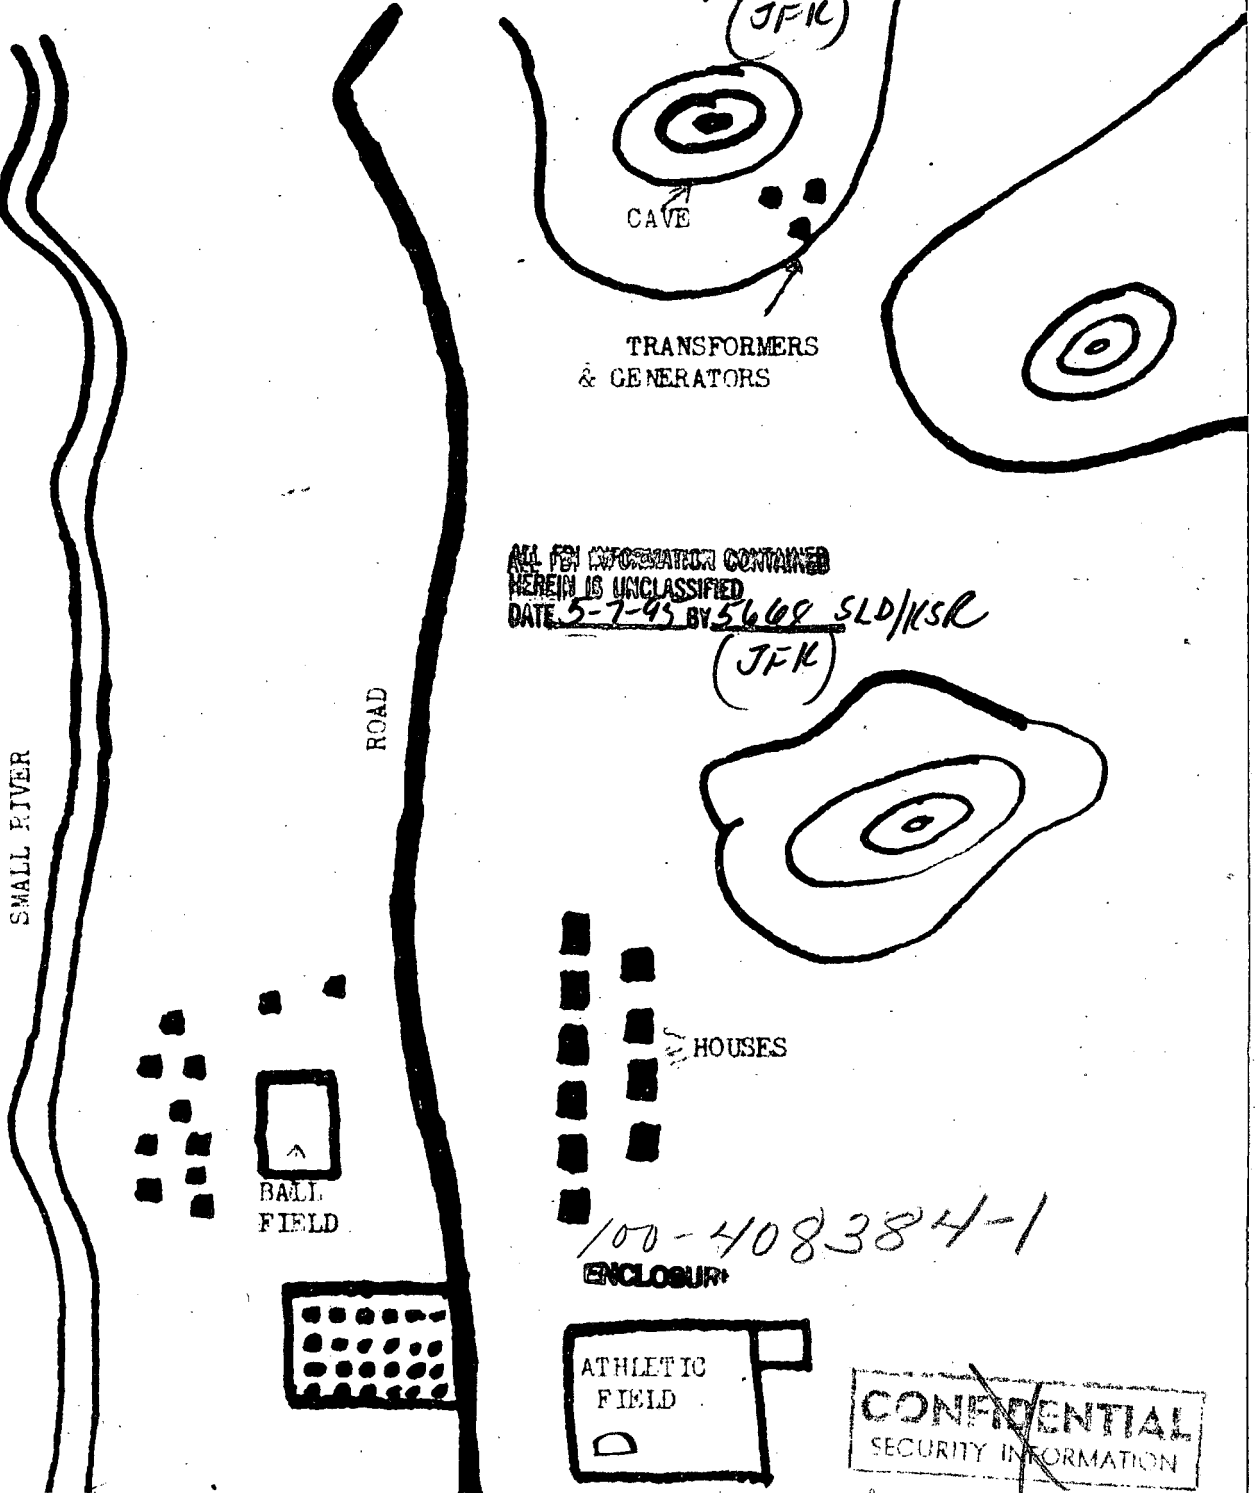 (JFK)
CAVE
TRANSFORMERS
& GENERATORS
ALL FBI INFORMATION CONTAINED
HEREIN IS UNCLASSIFIED
DATE 5-7-95 BY 5668 SLD/KSR
(JFK)
ROAD
SMALL RIVER
HOUSES
BALL
FIELD
100-408384-1
ENCLOSURE
ATHLETIC
FIELD
CONFIDENTIAL
SECURITY INFORMATION